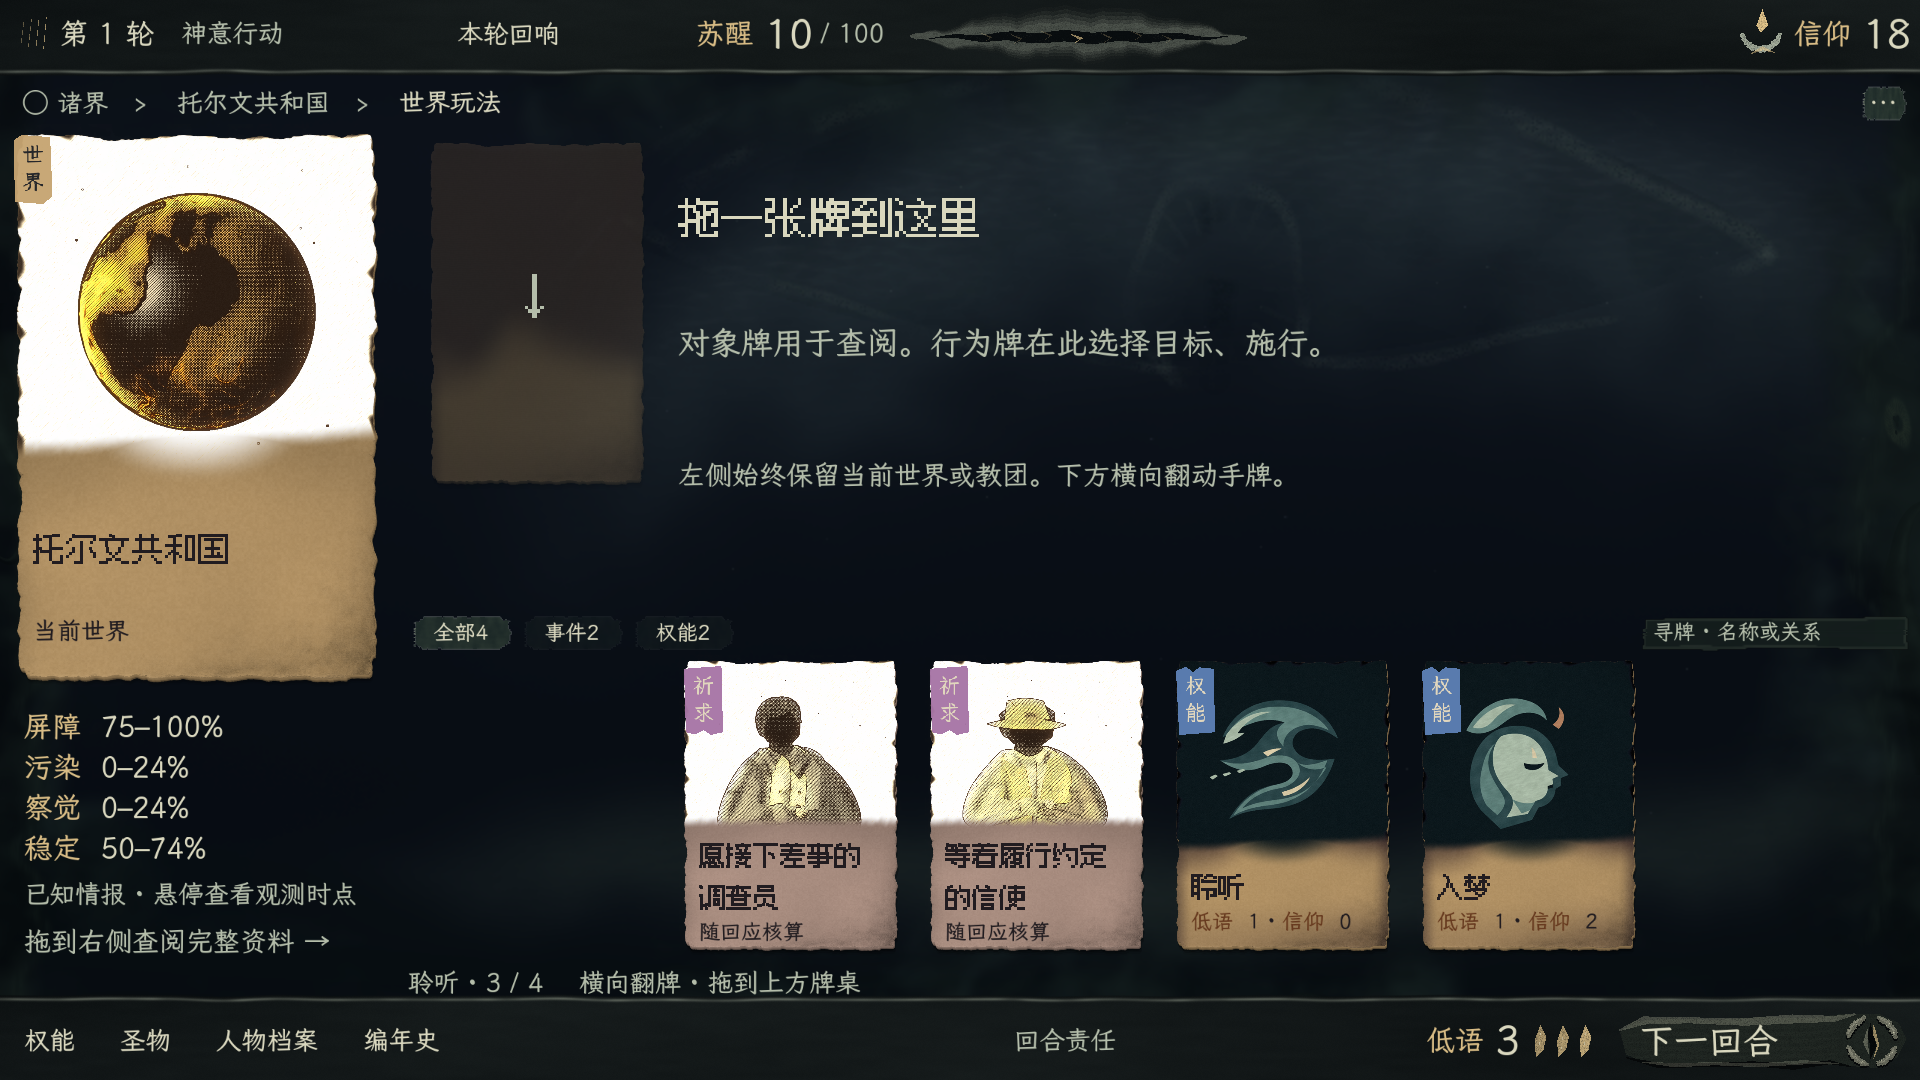 第 1 轮 神意行动 本轮回响 苏醒 10 / 100 信仰 18
诸界 > 托尔文共和国 > 世界玩法
世界
托尔文共和国
当前世界
屏障 75–100%
污染 0–24%
察觉 0–24%
稳定 50–74%
已知情报・悬停查看观测时点
拖到右侧查阅完整资料 →
拖一张牌到这里
对象牌用于查阅。行为牌在此选择目标、施行。
左侧始终保留当前世界或教团。下方横向翻动手牌。
全部4 事件2 权能2 寻牌・名称或关系
祈求
愿接下差事的
调查员
随回应核算
祈求
等着履行约定
的信使
随回应核算
权能
聆听
低语 1・信仰 0
权能
入梦
低语 1・信仰 2
聆听・3 / 4 横向翻牌・拖到上方牌桌
权能 圣物 人物档案 编年史 回合责任 低语 3 下一回合